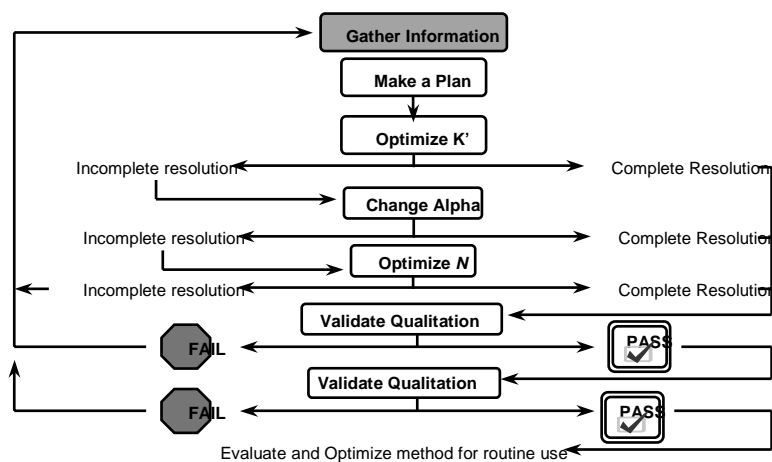 Gather Information
Make a Plan
Optimize K’
Incomplete resolution
Complete Resolution
Change Alpha
Incomplete resolution
Complete Resolution
Optimize N
Incomplete resolution
Complete Resolution
Validate Qualitation
FAIL
PASS
Validate Qualitation
FAIL
PASS
Evaluate and Optimize method for routine use